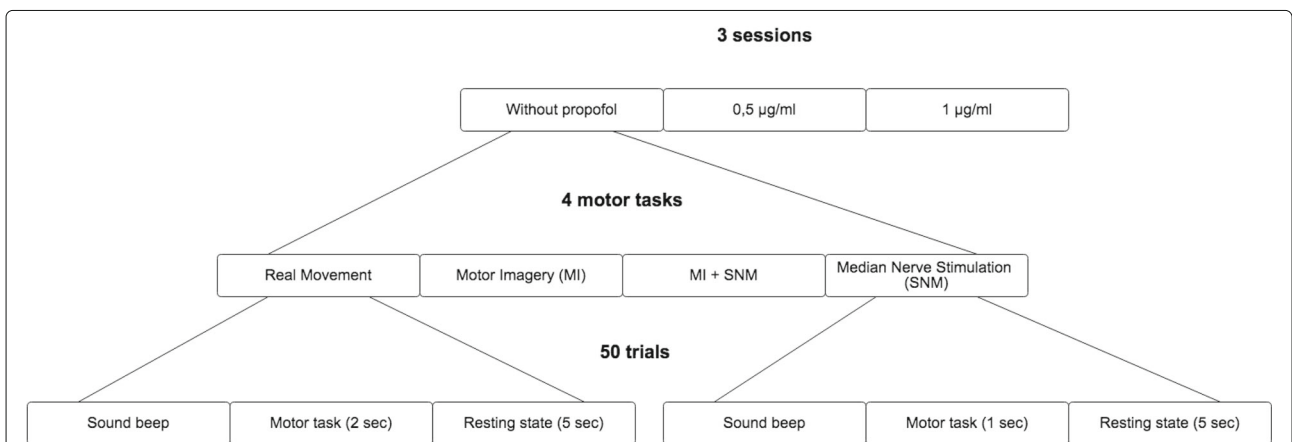 3 sessions
Without propofol
0,5 µg/ml
1 µg/ml
4 motor tasks
Real Movement
Motor Imagery (MI)
MI + SNM
Median Nerve Stimulation
(SNM)
50 trials
Sound beep
Motor task (2 sec)
Resting state (5 sec)
Sound beep
Motor task (1 sec)
Resting state (5 sec)